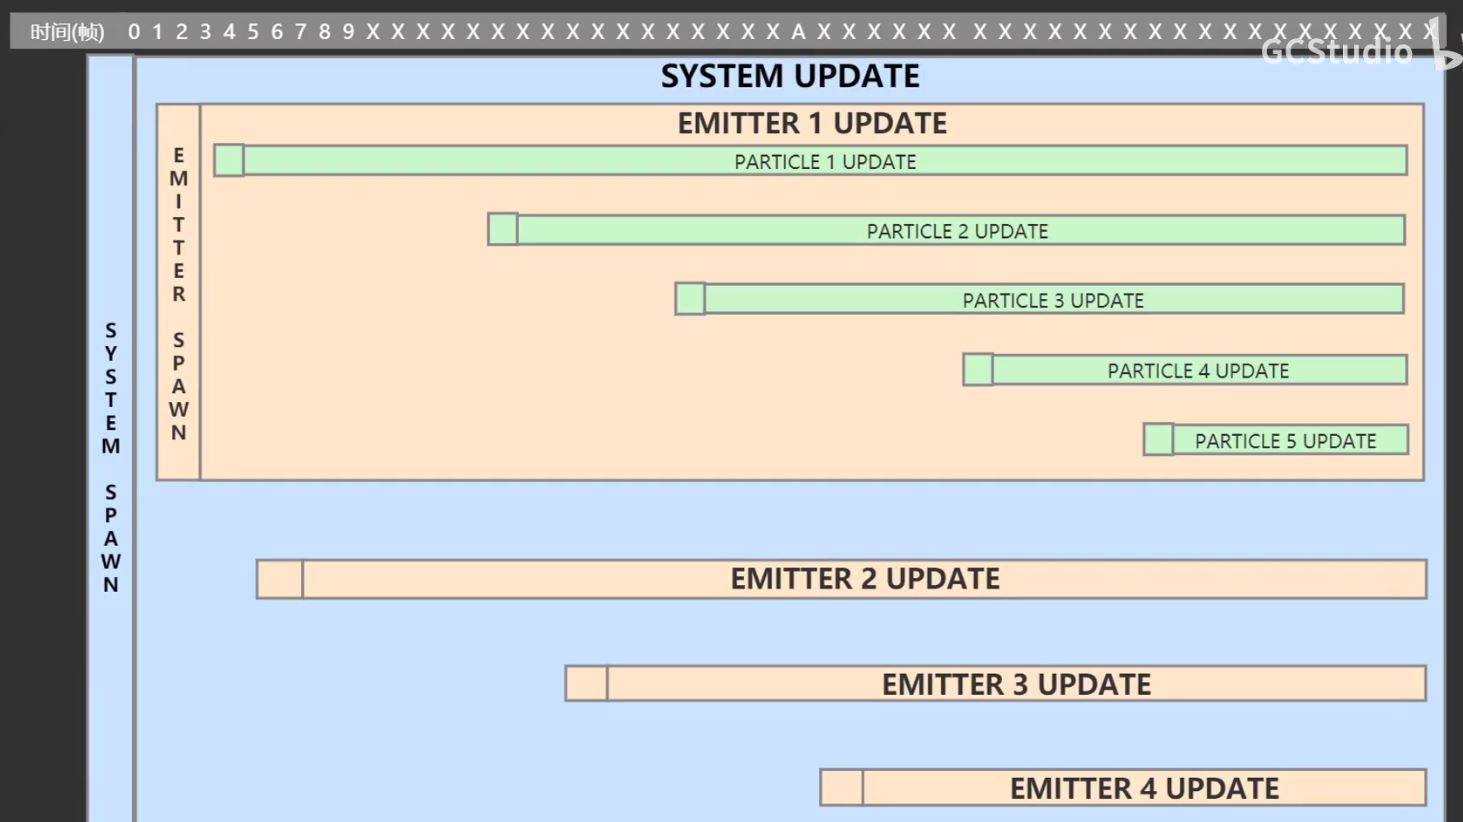 时间(帧) 0 1 2 3 4 5 6 7 8 9 X X X X X X X X X X X X X X X X X A X X X X X X X X X X X X X X X X X X X X X X X X X X
GCStudio
SYSTEM UPDATE
SYSTEM SPAWN
EMITTER 1 UPDATE
EMITTER SPAWN
PARTICLE 1 UPDATE
PARTICLE 2 UPDATE
PARTICLE 3 UPDATE
PARTICLE 4 UPDATE
PARTICLE 5 UPDATE
EMITTER 2 UPDATE
EMITTER 3 UPDATE
EMITTER 4 UPDATE